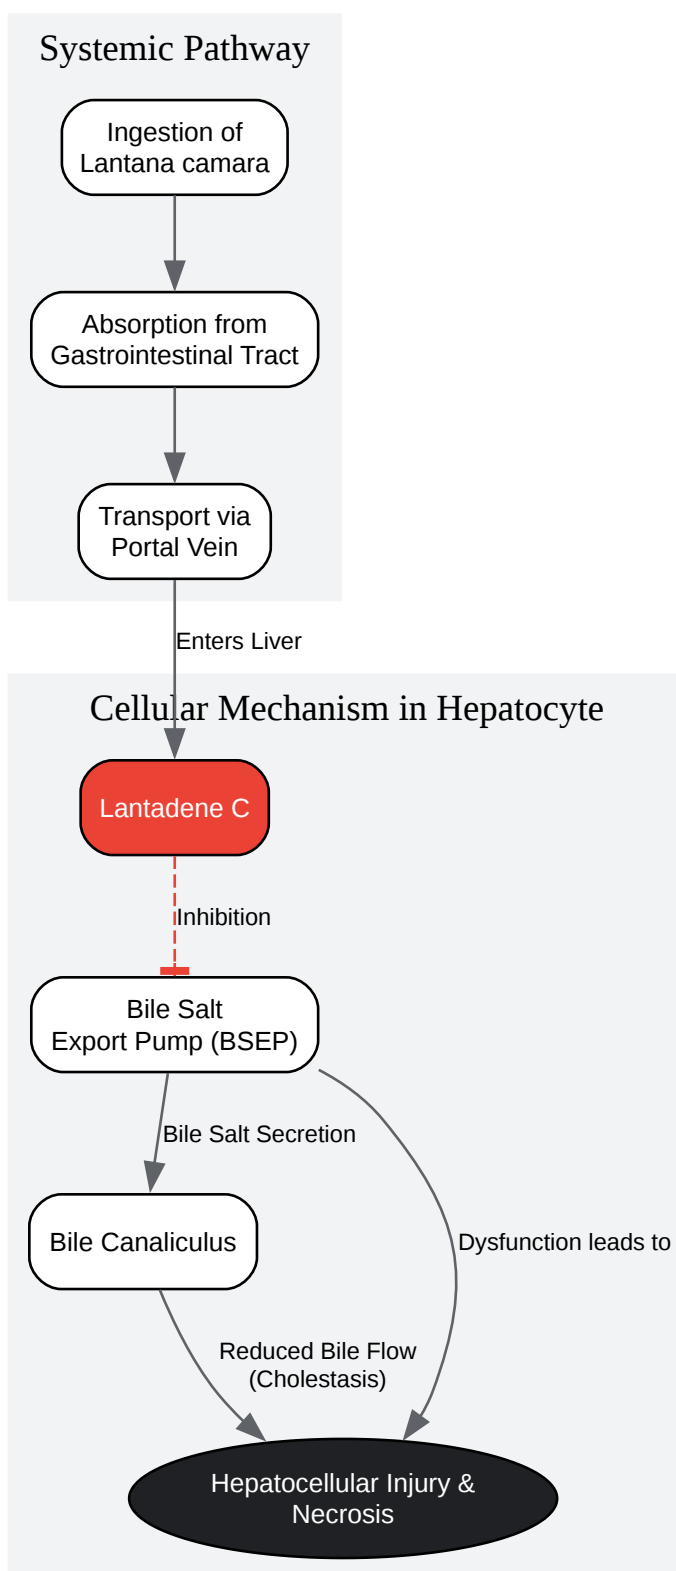 Systemic Pathway
Ingestion of
Lantana camara
Absorption from
Gastrointestinal Tract
Transport via
Portal Vein
Enters Liver
Cellular Mechanism in Hepatocyte
Lantadene C
Inhibition
Bile Salt
Export Pump (BSEP)
Bile Salt Secretion
Bile Canaliculus
Dysfunction leads to
Reduced Bile Flow
(Cholestasis)
Hepatocellular Injury &
Necrosis